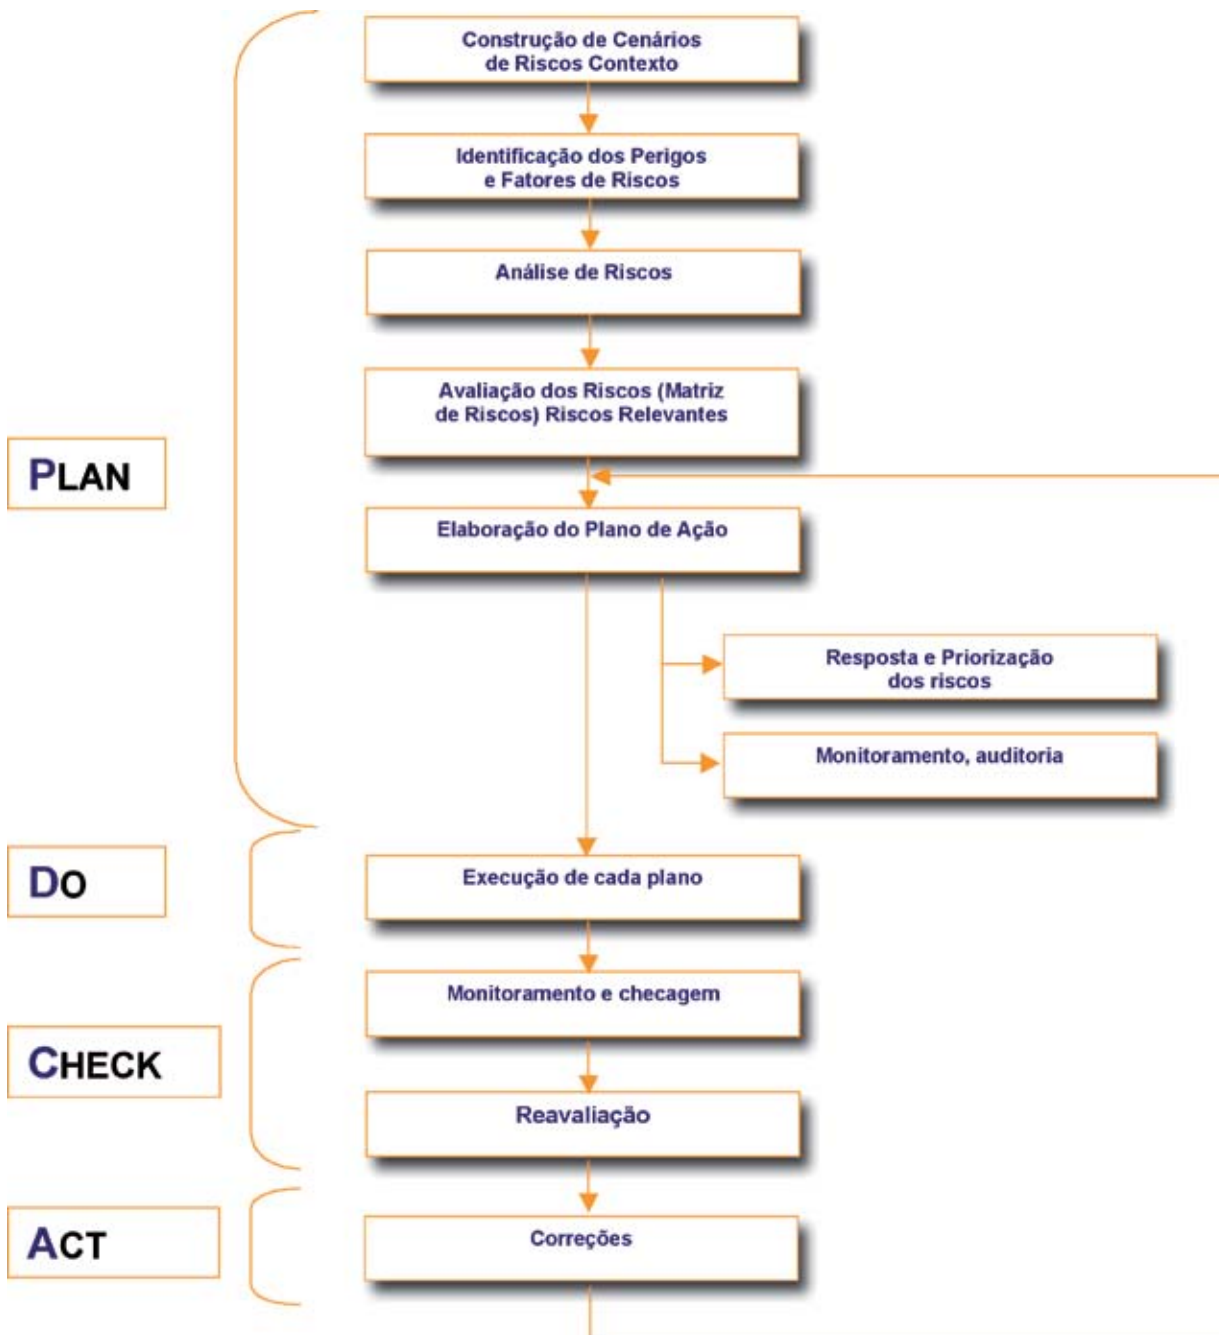 Construção de Cenários
de Riscos Contexto
Identificação dos Perigos
e Fatores de Riscos
Análise de Riscos
Avaliação dos Riscos (Matriz
de Riscos) Riscos Relevantes
PLAN
Elaboração do Plano de Ação
Resposta e Priorização
dos riscos
Monitoramento, auditoria
DO
Execução de cada plano
Monitoramento e checagem
CHECK
Reavaliação
ACT
Correções